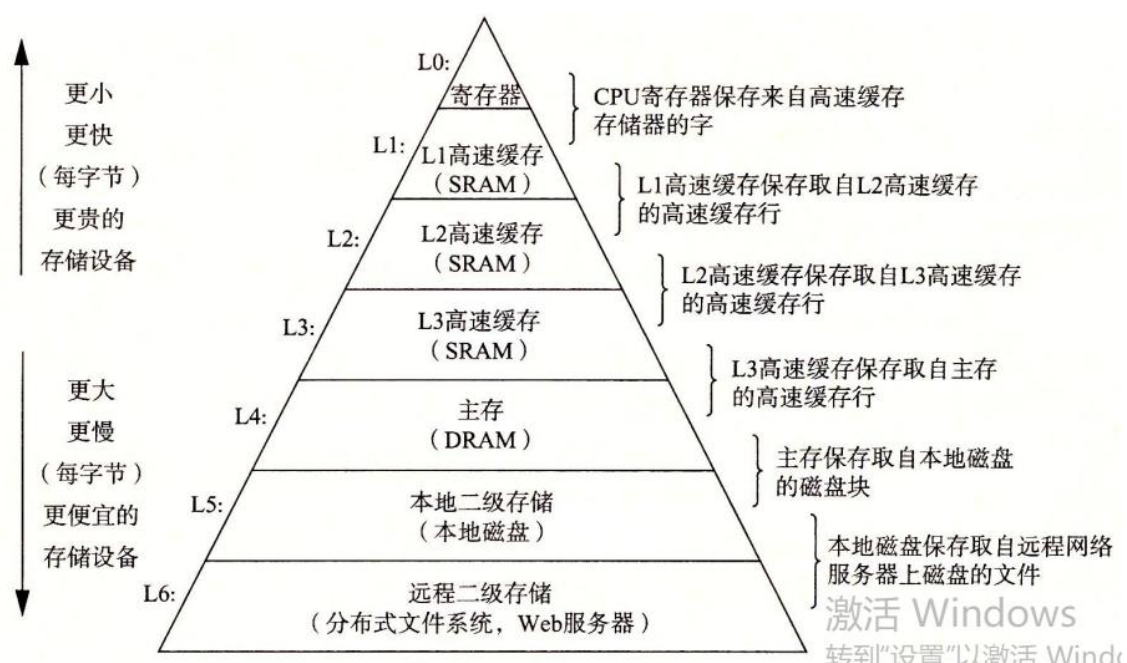 L0:
寄存器
CPU寄存器保存来自高速缓存
存储器的字
L1:
L1高速缓存
（SRAM）
L1高速缓存保存取自L2高速缓存
的高速缓存行
L2:
L2高速缓存
（SRAM）
L2高速缓存保存取自L3高速缓存
的高速缓存行
L3:
L3高速缓存
（SRAM）
L3高速缓存保存取自主存
的高速缓存行
L4:
主存
（DRAM）
主存保存取自本地磁盘
的磁盘块
L5:
本地二级存储
（本地磁盘）
本地磁盘保存取自远程网络
服务器上磁盘的文件
L6:
远程二级存储
（分布式文件系统，Web服务器）
更小
更快
（每字节）
更贵的
存储设备
更大
更慢
（每字节）
更便宜的
存储设备
激活 Windows
转到"设置"以激活 Windo